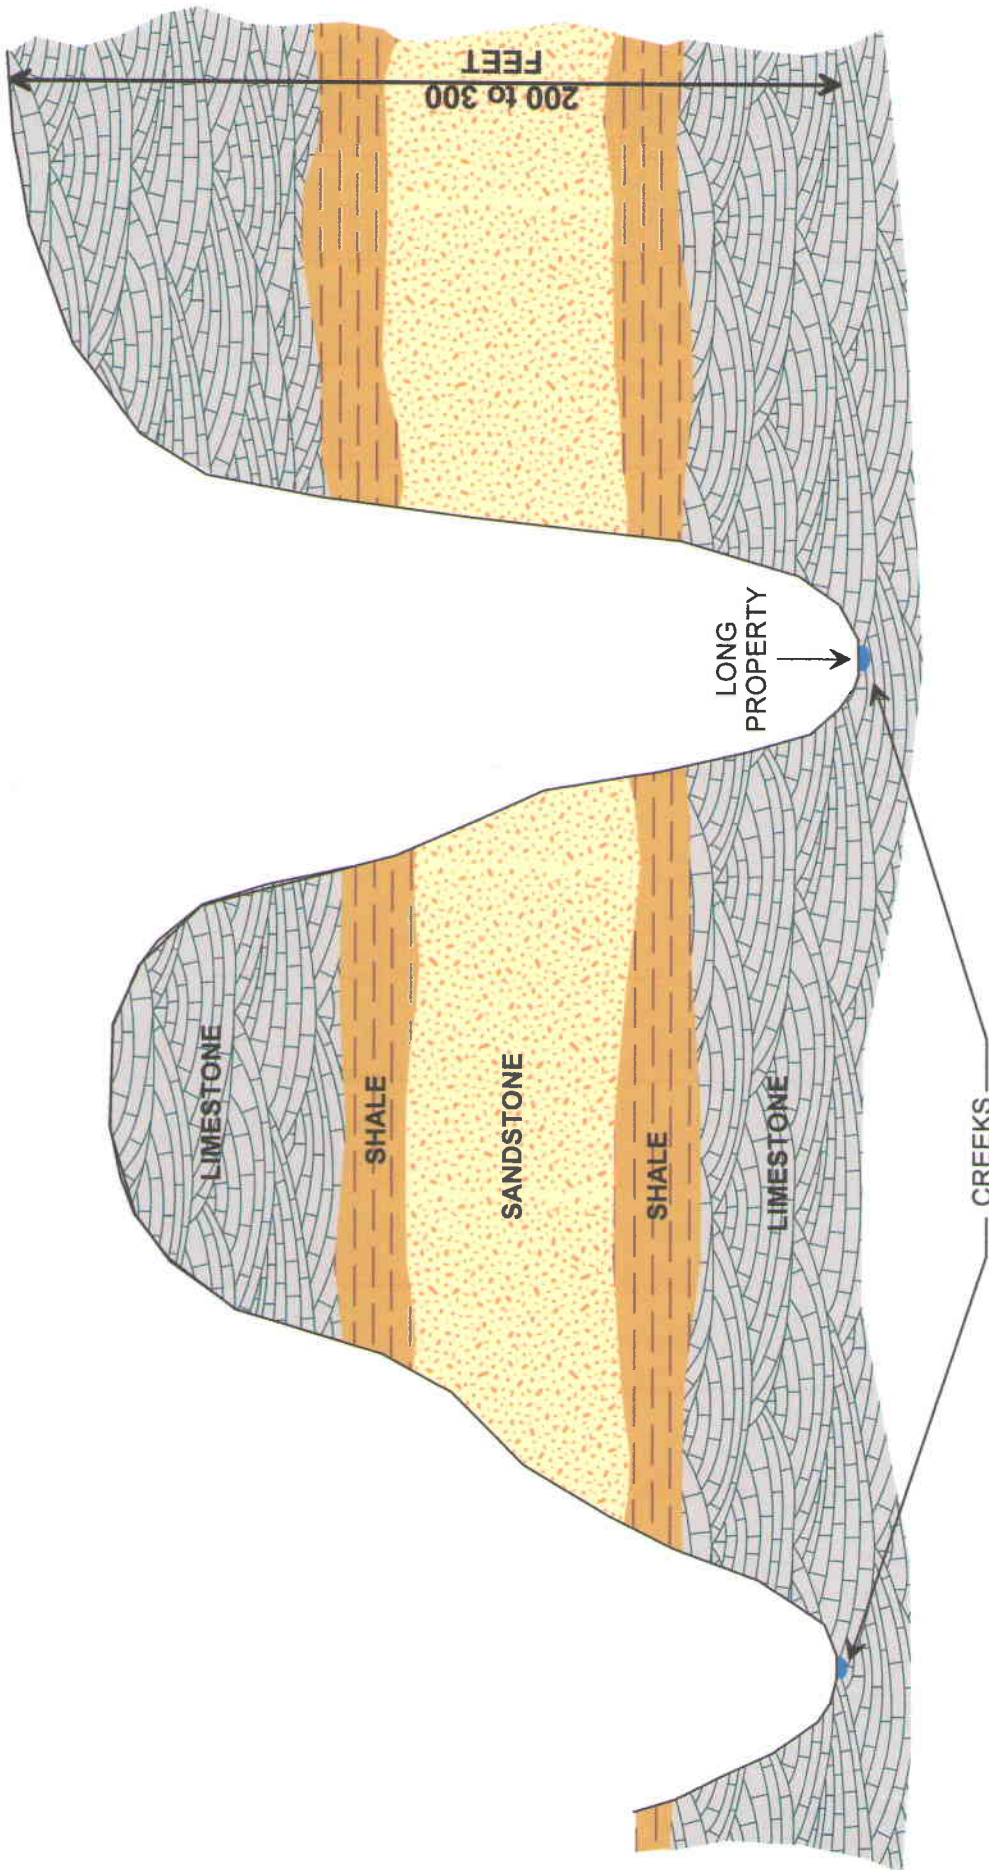 200 to 300
FEET
LONG
PROPERTY
LIMESTONE
SHALE
SANDSTONE
SHALE
LIMESTONE
CREEKS